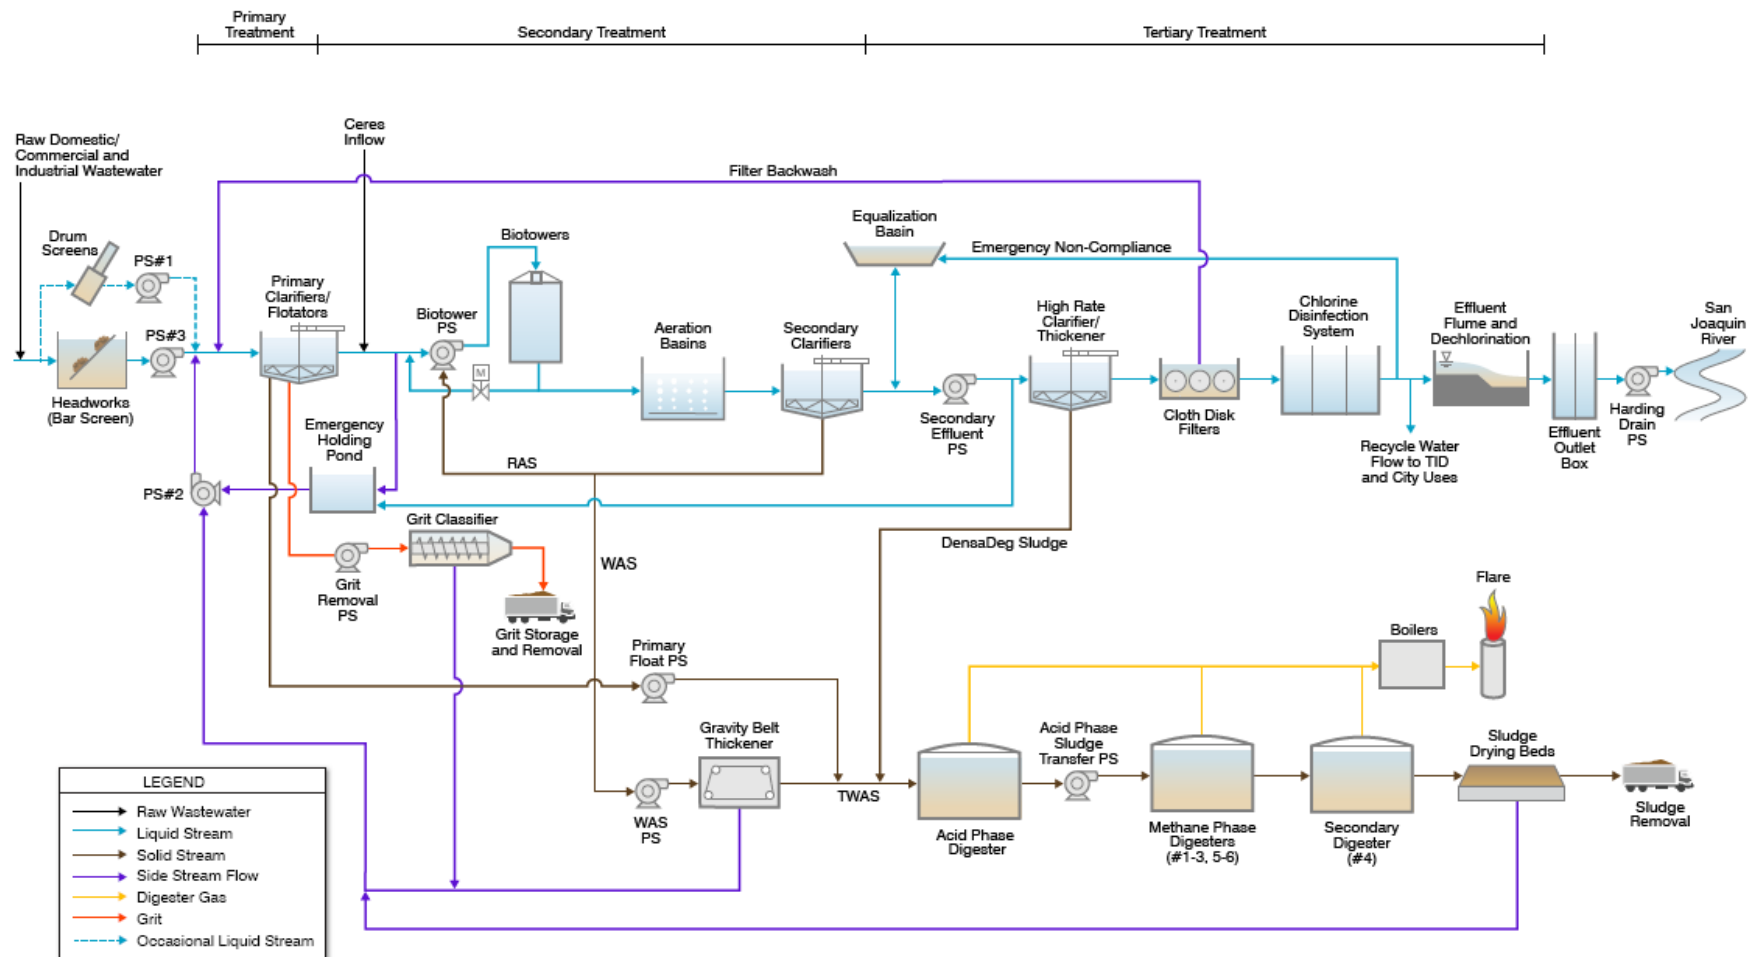 Primary
Treatment
Secondary Treatment
Tertiary Treatment
Raw Domestic/
Commercial and
Industrial Wastewater
Ceres
Inflow
Filter Backwash
Drum
Screens
PS#1
PS#3
Headworks
(Bar Screen)
Primary
Clarifiers/
Flotators
Biotower
PS
Biotowers
M
Aeration
Basins
Secondary
Clarifiers
Equalization
Basin
Emergency Non-Compliance
Secondary
Effluent
PS
High Rate
Clarifier/
Thickener
Cloth Disk
Filters
Chlorine
Disinfection
System
Recycle Water
Flow to TID
and City Uses
Effluent
Flume and
Dechlorination
Effluent
Outlet
Box
Harding
Drain
PS
San
Joaquin
River
Emergency
Holding
Pond
PS#2
RAS
Grit Classifier
Grit
Removal
PS
Grit Storage
and Removal
WAS
DensaDeg Sludge
Primary
Float PS
WAS
PS
Gravity Belt
Thickener
TWAS
Acid Phase
Digester
Acid Phase
Sludge
Transfer PS
Methane Phase
Digesters
(#1-3, 5-6)
Secondary
Digester
(#4)
Boilers
Flare
Sludge
Drying Beds
Sludge
Removal
LEGEND
Raw Wastewater
Liquid Stream
Solid Stream
Side Stream Flow
Digester Gas
Grit
Occasional Liquid Stream